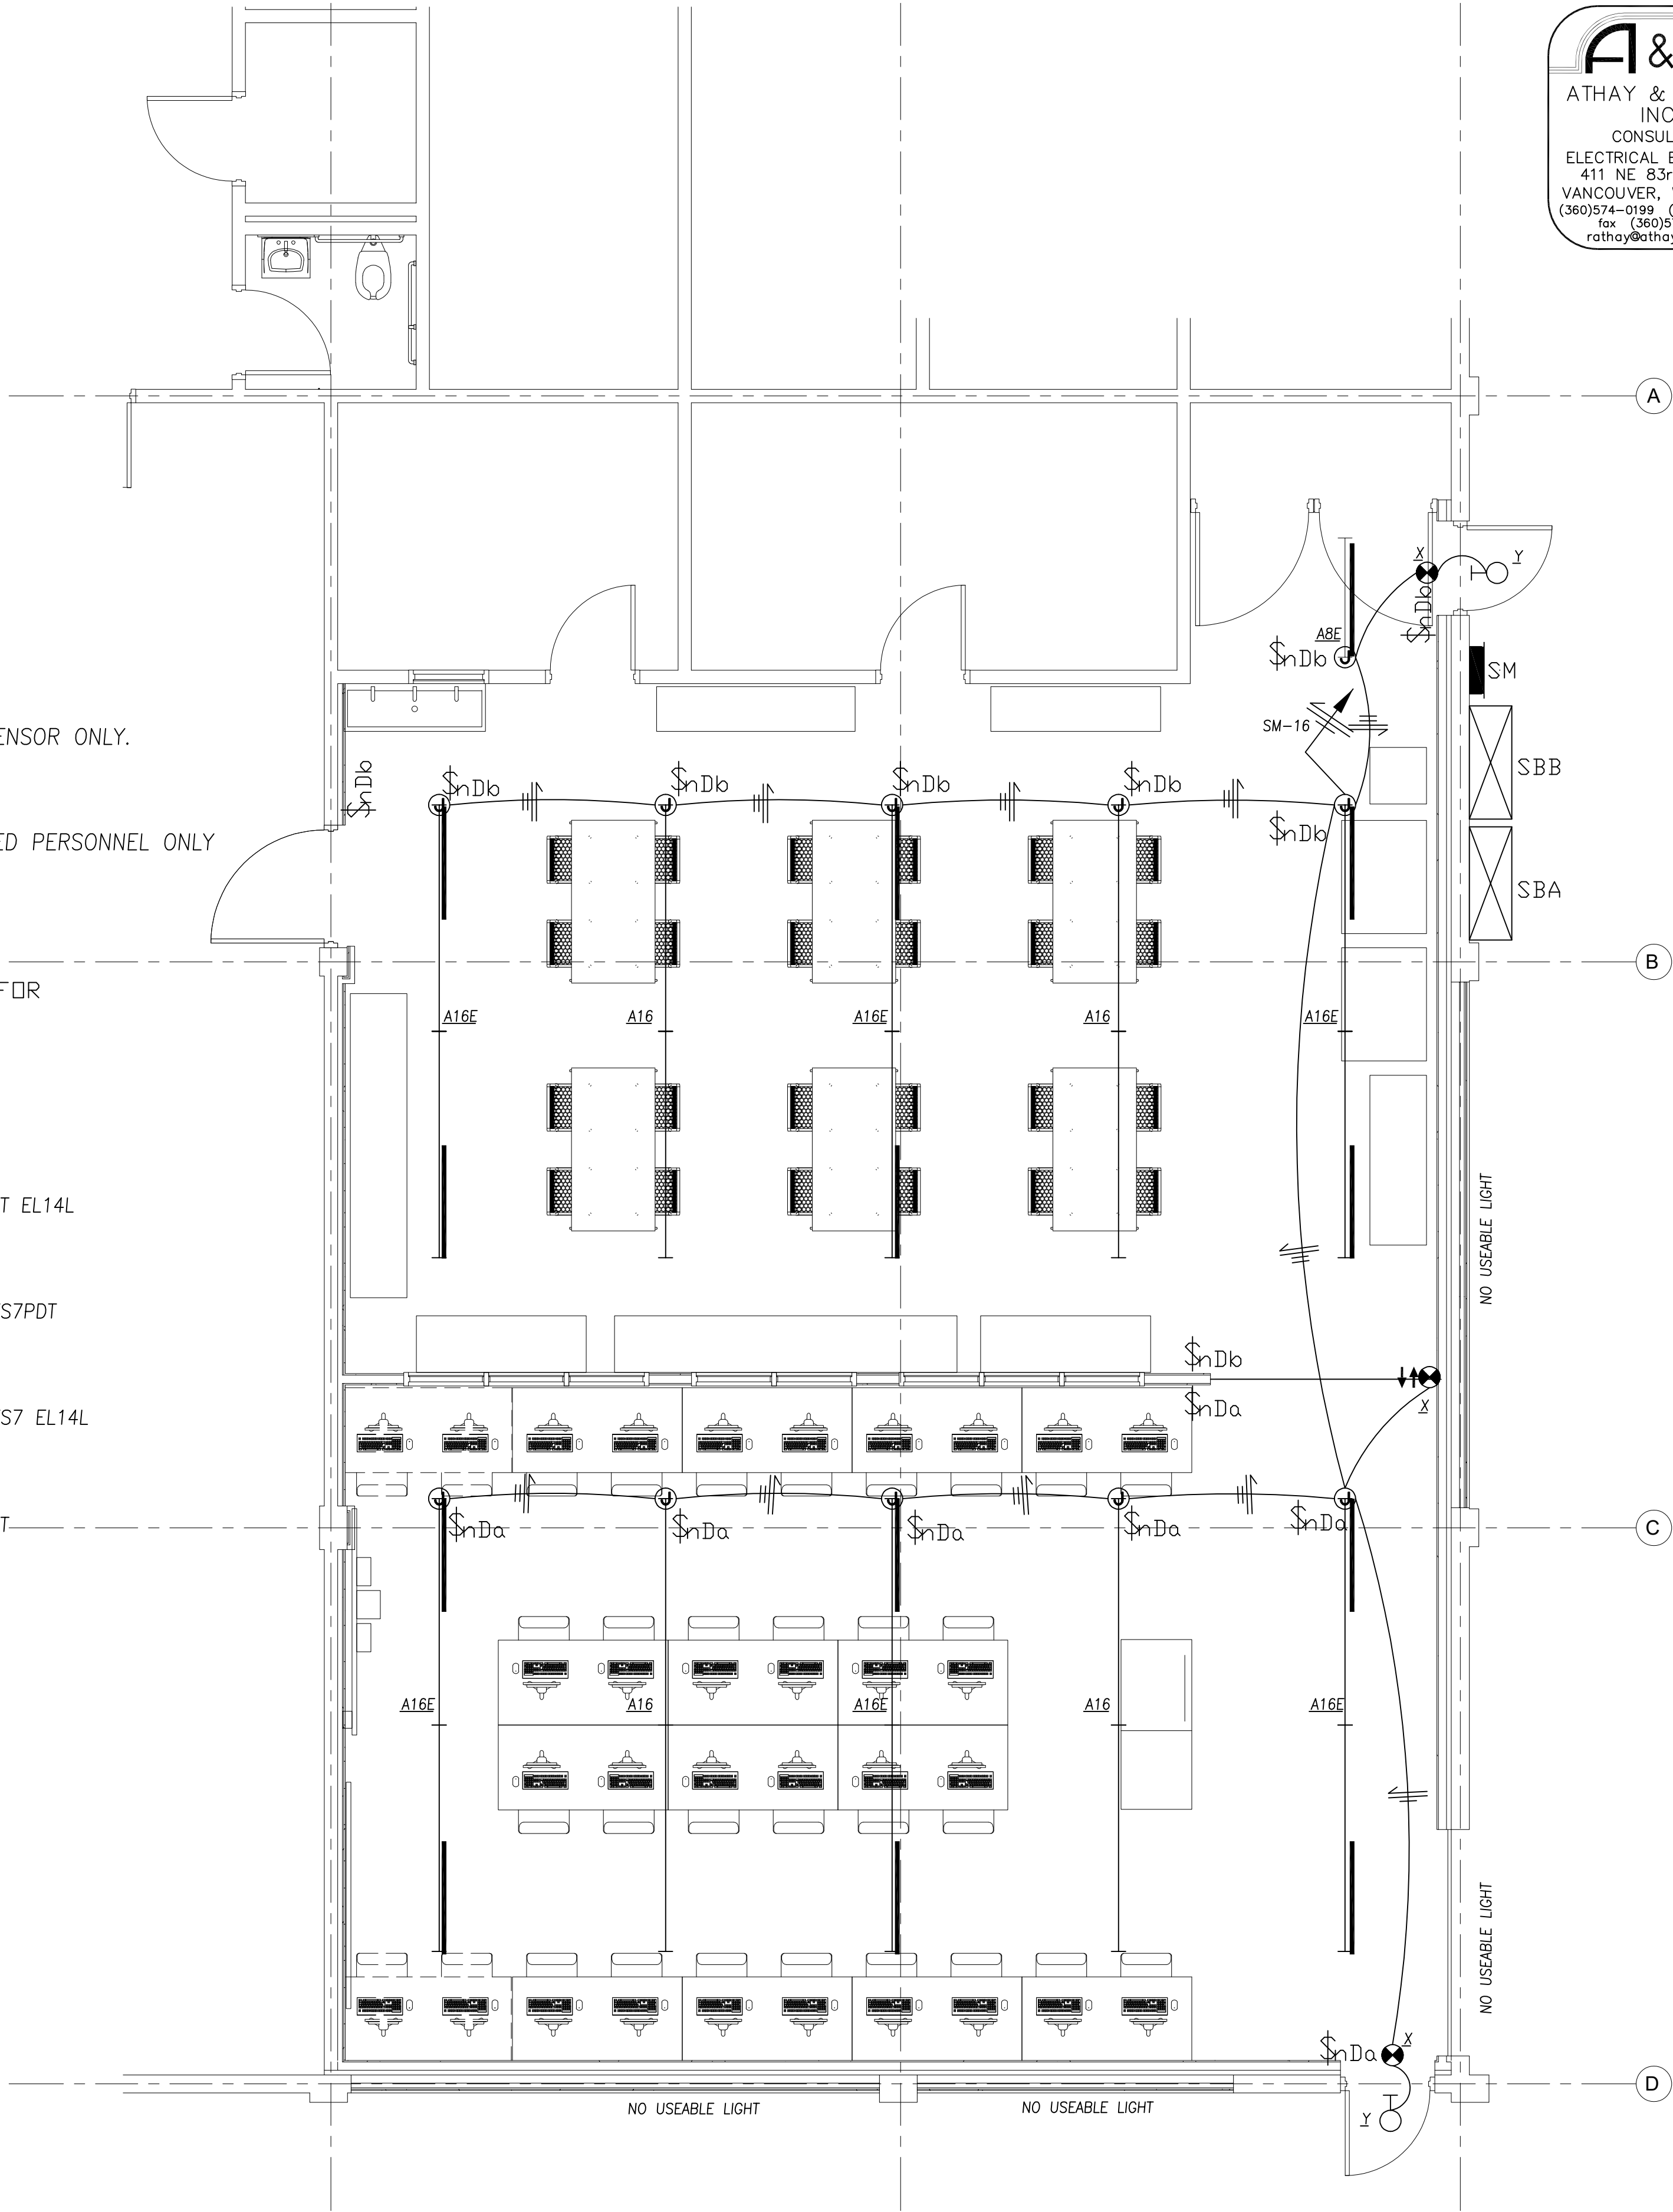 A &
ATHAY &
INC
CONSUL
ELECTRICAL E
411 NE 83r
VANCOUVER,
(360)574-0199 (
fax (360)5
rathay@athay
A
X
Y
$nDb
A8E
$nDb
SM
SM-16
ENSOR ONLY.
SBB
$nDb
$nDb
$nDb
$nDb
$nDb
$nDb
ED PERSONNEL ONLY
SBA
B
FOR
A16E
A16
A16E
A16
A16E
T EL14L
NO USEABLE LIGHT
S7PDT
$nDb
$nDa
X
S7 EL14L
T
$nDa
$nDa
$nDa
$nDa
$nDa
C
A16E
A16
A16E
A16
A16E
NO USEABLE LIGHT
$nDa
X
D
NO USEABLE LIGHT
NO USEABLE LIGHT
Y